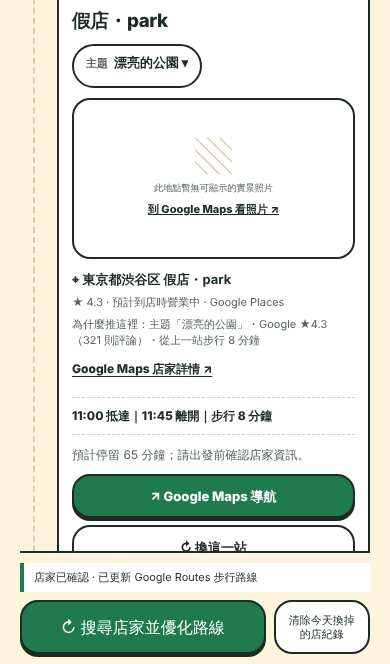 假店・park
主題 漂亮的公園 ▾
此地點暫無可顯示的實景照片
到 Google Maps 看照片 ↗
⌖ 東京都渋谷区 假店・park
★ 4.3 · 預計到店時營業中 · Google Places
為什麼推這裡：主題「漂亮的公園」・Google ★4.3
（321 則評論）・從上一站步行 8 分鐘
Google Maps 店家詳情 ↗
11:00 抵達｜11:45 離開｜步行 8 分鐘
預計停留 65 分鐘；請出發前確認店家資訊。
↗ Google Maps 導航
↻ 換這一站
店家已確認 · 已更新 Google Routes 步行路線
↻ 搜尋店家並優化路線
清除今天換掉
的店紀錄